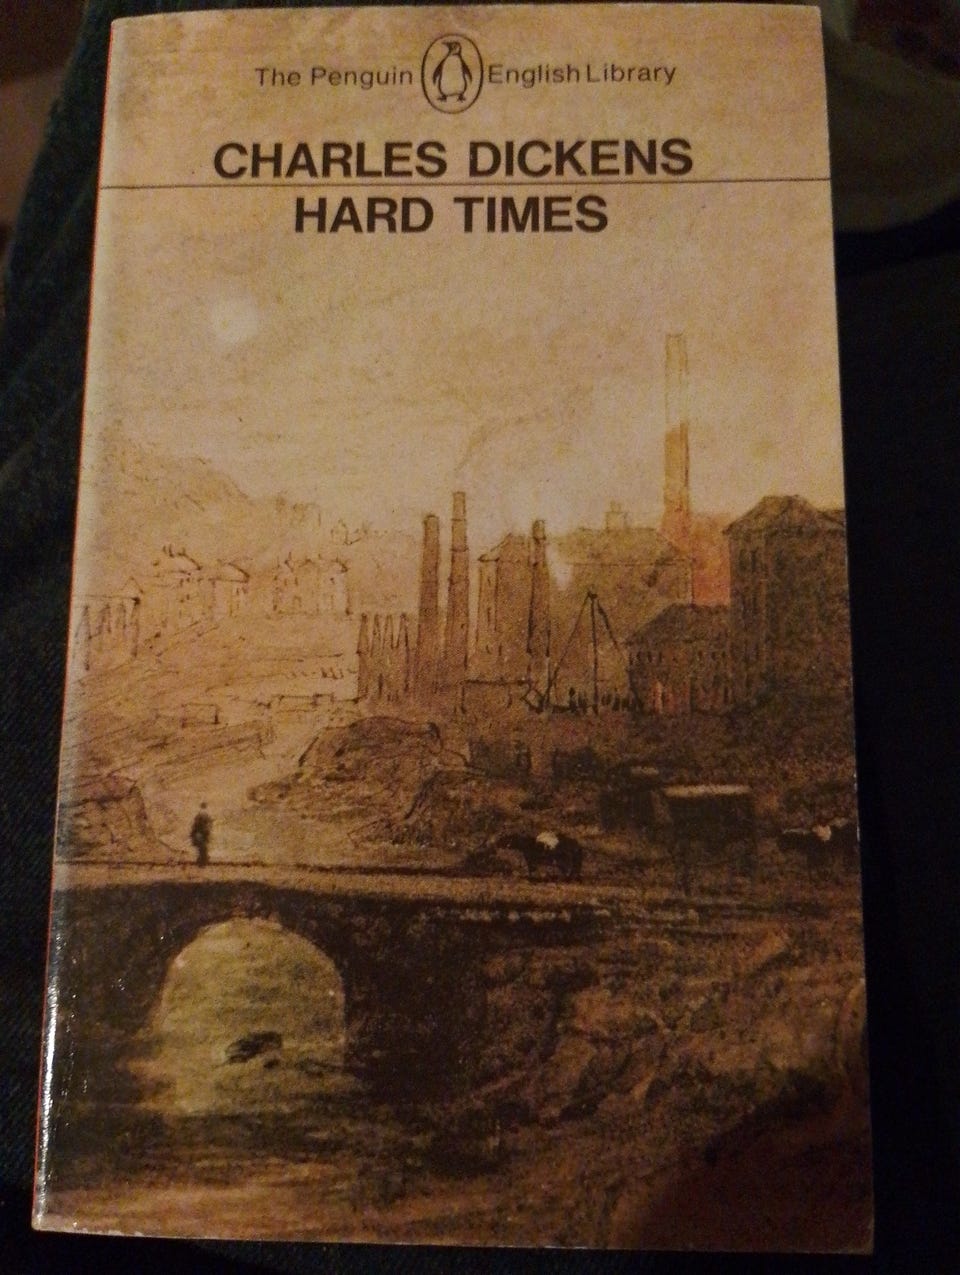 The Penguin English Library
CHARLES DICKENS
HARD TIMES